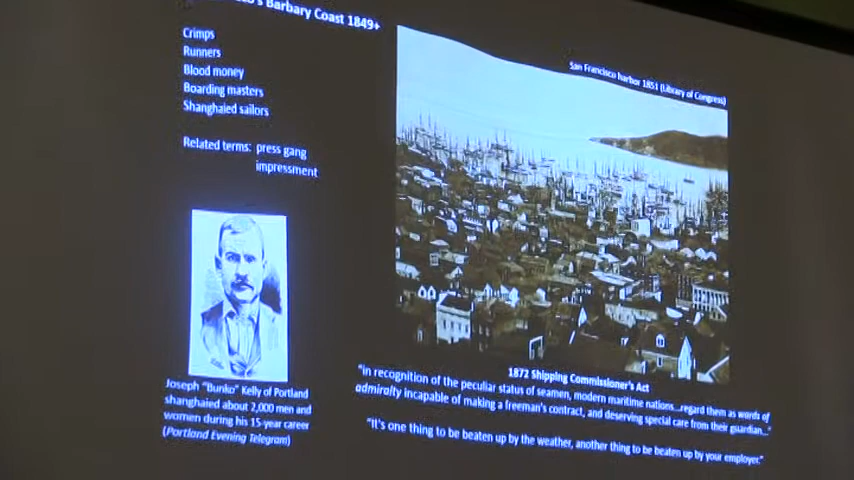 's Barbary Coast 1849+
Crimps
Runners
Blood money
Boarding masters
Shanghaied sailors
Related terms: press gang
impressment
San Francisco harbor 1851 (Library of Congress)
Joseph "Bunko" Kelly of Portland
shanghaied about 2,000 men and
women during his 15-year career
(Portland Evening Telegram)
1872 Shipping Commissioner's Act
"In recognition of the peculiar status of seamen, modern maritime nations...regard them as wards of
admiralty incapable of making a freeman's contract, and deserving special care from their guardian..."
"It's one thing to be beaten up by the weather, another thing to be beaten up by your employer."